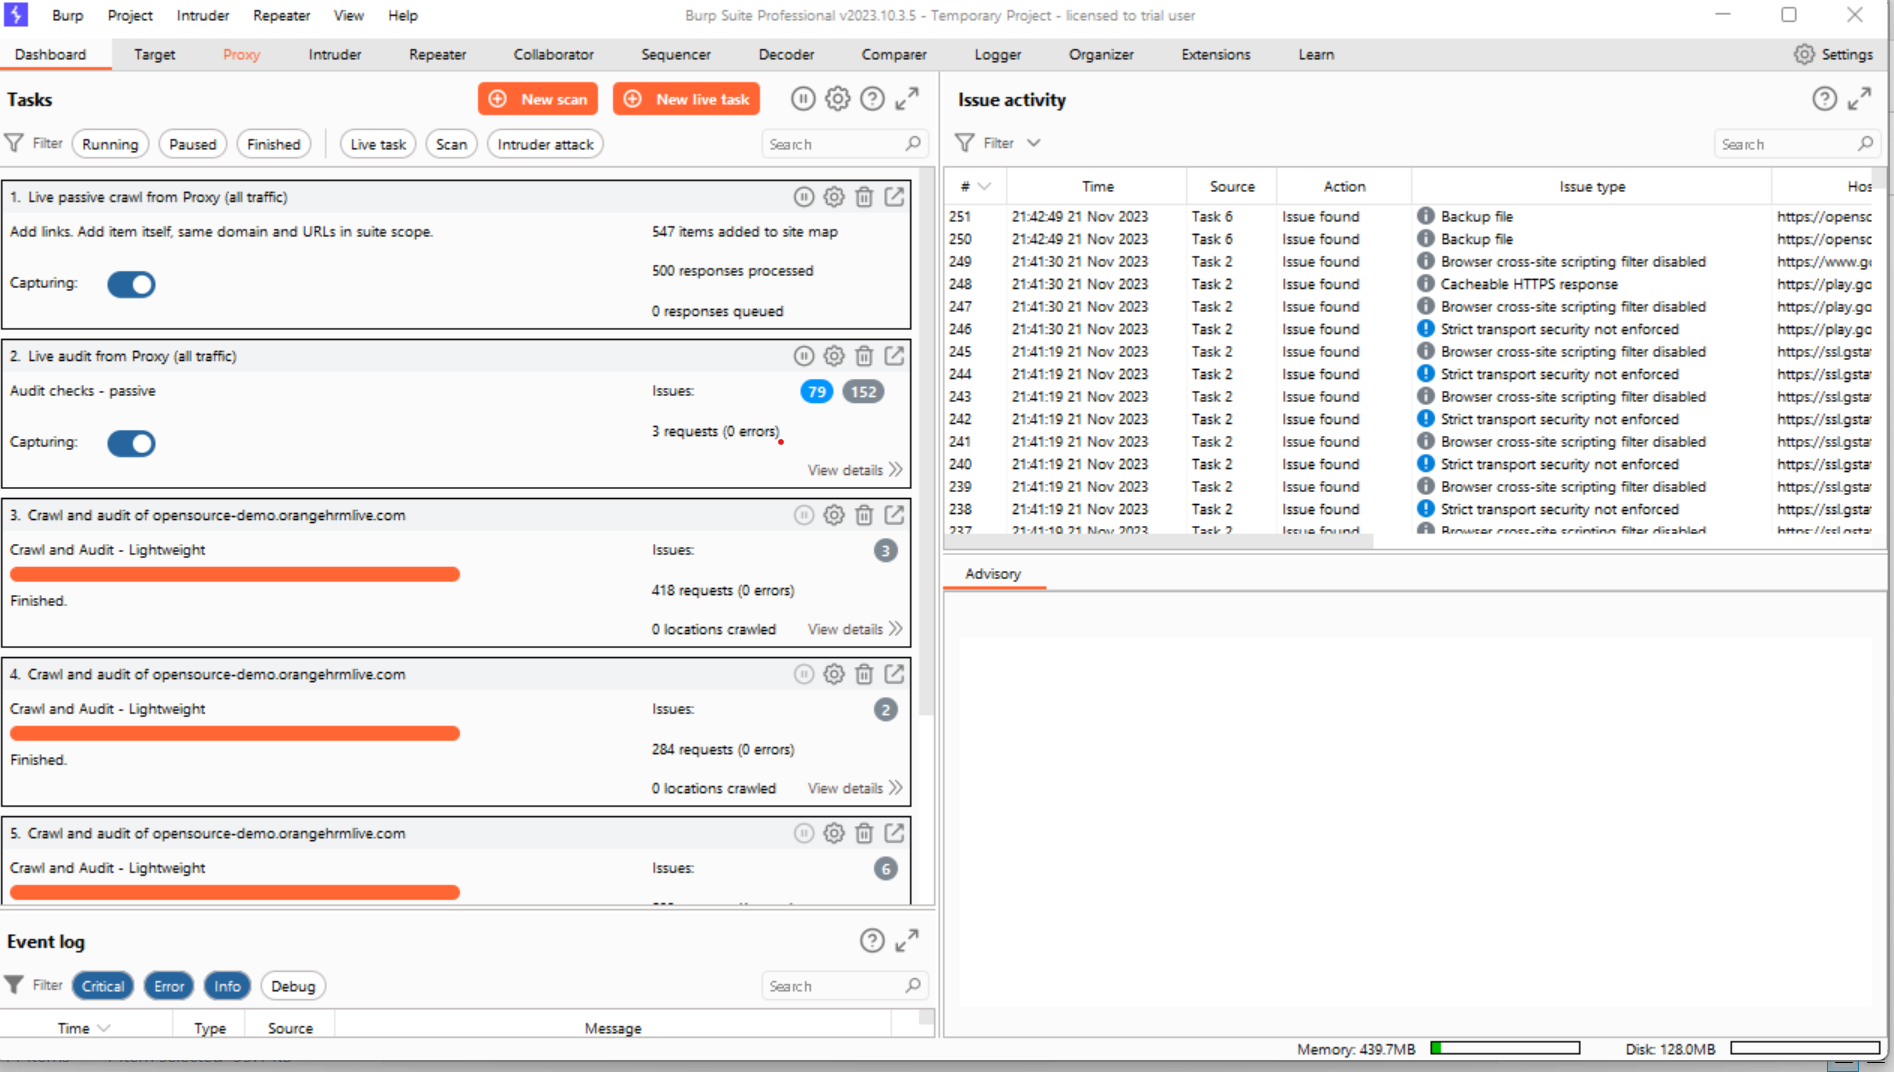 Burp Project Intruder Repeater View Help Burp Suite Professional v2023.10.3.5 - Temporary Project - licensed to trial user
Dashboard Target Proxy Intruder Repeater Collaborator Sequencer Decoder Comparer Logger Organizer Extensions Learn Settings
Tasks New scan New live task
Filter Running Paused Finished Live task Scan Intruder attack Search
1. Live passive crawl from Proxy (all traffic)
Add links. Add item itself, same domain and URLs in suite scope. 547 items added to site map
500 responses processed
Capturing:
0 responses queued
2. Live audit from Proxy (all traffic)
Audit checks - passive Issues: 79 152
3 requests (0 errors)
Capturing:
View details
3. Crawl and audit of opensource-demo.orangehrmlive.com
Crawl and Audit - Lightweight Issues: 3
418 requests (0 errors)
Finished.
0 locations crawled View details
4. Crawl and audit of opensource-demo.orangehrmlive.com
Crawl and Audit - Lightweight Issues: 2
284 requests (0 errors)
Finished.
0 locations crawled View details
5. Crawl and audit of opensource-demo.orangehrmlive.com
Crawl and Audit - Lightweight Issues: 6
Event log
Filter Critical Error Info Debug Search
Time Type Source Message
Issue activity
Filter Search
# Time Source Action Issue type Hos
251 21:42:49 21 Nov 2023 Task 6 Issue found Backup file https://opensc
250 21:42:49 21 Nov 2023 Task 6 Issue found Backup file https://opensc
249 21:41:30 21 Nov 2023 Task 2 Issue found Browser cross-site scripting filter disabled https://www.go
248 21:41:30 21 Nov 2023 Task 2 Issue found Cacheable HTTPS response https://play.go
247 21:41:30 21 Nov 2023 Task 2 Issue found Browser cross-site scripting filter disabled https://play.go
246 21:41:30 21 Nov 2023 Task 2 Issue found Strict transport security not enforced https://play.go
245 21:41:19 21 Nov 2023 Task 2 Issue found Browser cross-site scripting filter disabled https://ssl.gstat
244 21:41:19 21 Nov 2023 Task 2 Issue found Strict transport security not enforced https://ssl.gstat
243 21:41:19 21 Nov 2023 Task 2 Issue found Browser cross-site scripting filter disabled https://ssl.gstat
242 21:41:19 21 Nov 2023 Task 2 Issue found Strict transport security not enforced https://ssl.gstat
241 21:41:19 21 Nov 2023 Task 2 Issue found Browser cross-site scripting filter disabled https://ssl.gstat
240 21:41:19 21 Nov 2023 Task 2 Issue found Strict transport security not enforced https://ssl.gstat
239 21:41:19 21 Nov 2023 Task 2 Issue found Browser cross-site scripting filter disabled https://ssl.gstat
238 21:41:19 21 Nov 2023 Task 2 Issue found Strict transport security not enforced https://ssl.gstat
237 21:41:19 21 Nov 2023 Task 2 Issue found Browser cross-site scripting filter disabled https://ssl.gstat
Advisory
Memory: 439.7MB Disk: 128.0MB